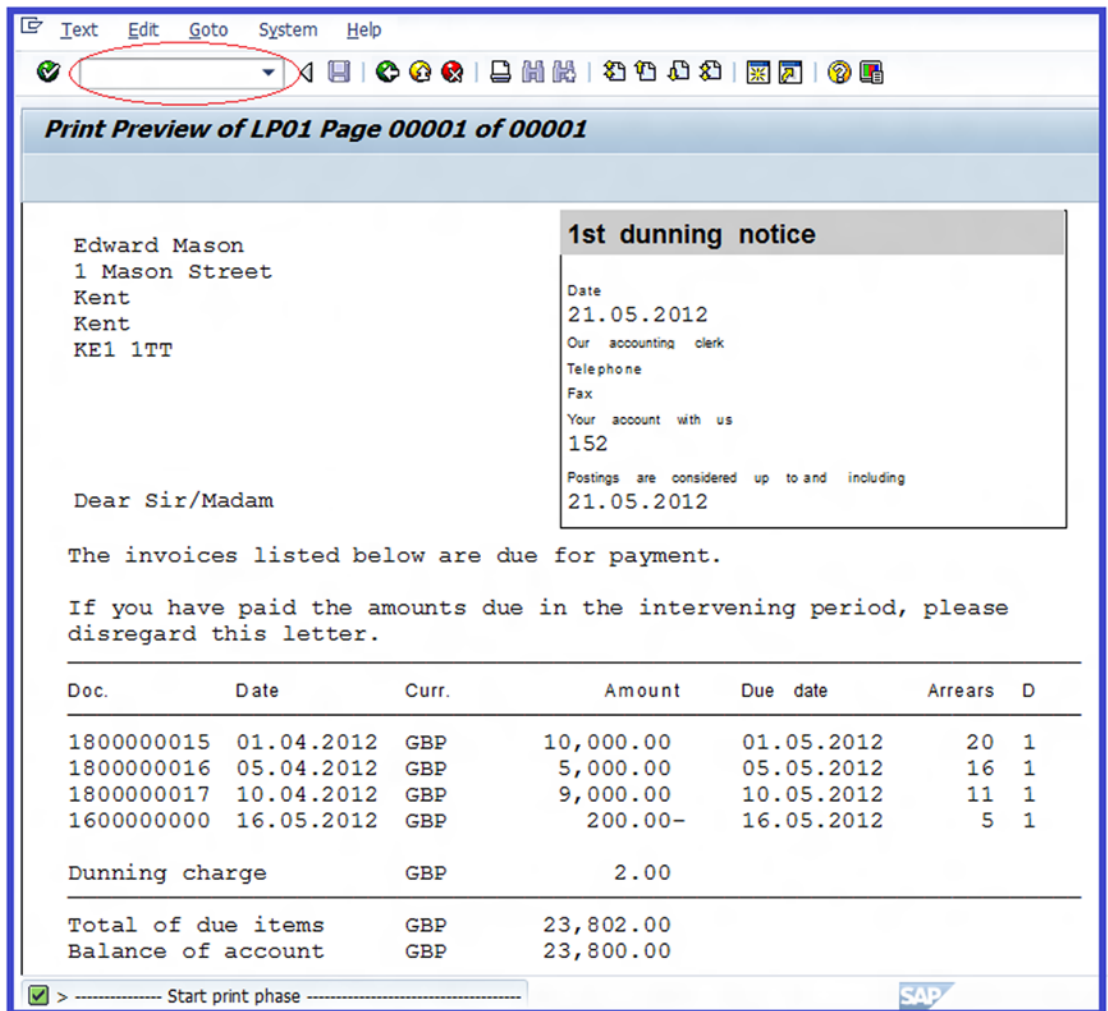 Text Edit Goto System Help
Print Preview of LP01 Page 00001 of 00001
Edward Mason
1 Mason Street
Kent
Kent
KE1 1TT
1st dunning notice
Date
21.05.2012
Our accounting clerk
Telephone
Fax
Your account with us
152
Postings are considered up to and including
21.05.2012
Dear Sir/Madam
The invoices listed below are due for payment.
If you have paid the amounts due in the intervening period, please
disregard this letter.
Doc. Date Curr. Amount Due date Arrears D
1800000015 01.04.2012 GBP 10,000.00 01.05.2012 20 1
1800000016 05.04.2012 GBP 5,000.00 05.05.2012 16 1
1800000017 10.04.2012 GBP 9,000.00 10.05.2012 11 1
1600000000 16.05.2012 GBP 200.00- 16.05.2012 5 1
Dunning charge GBP 2.00
Total of due items GBP 23,802.00
Balance of account GBP 23,800.00
> --------------- Start print phase --------------------------------------
SAP